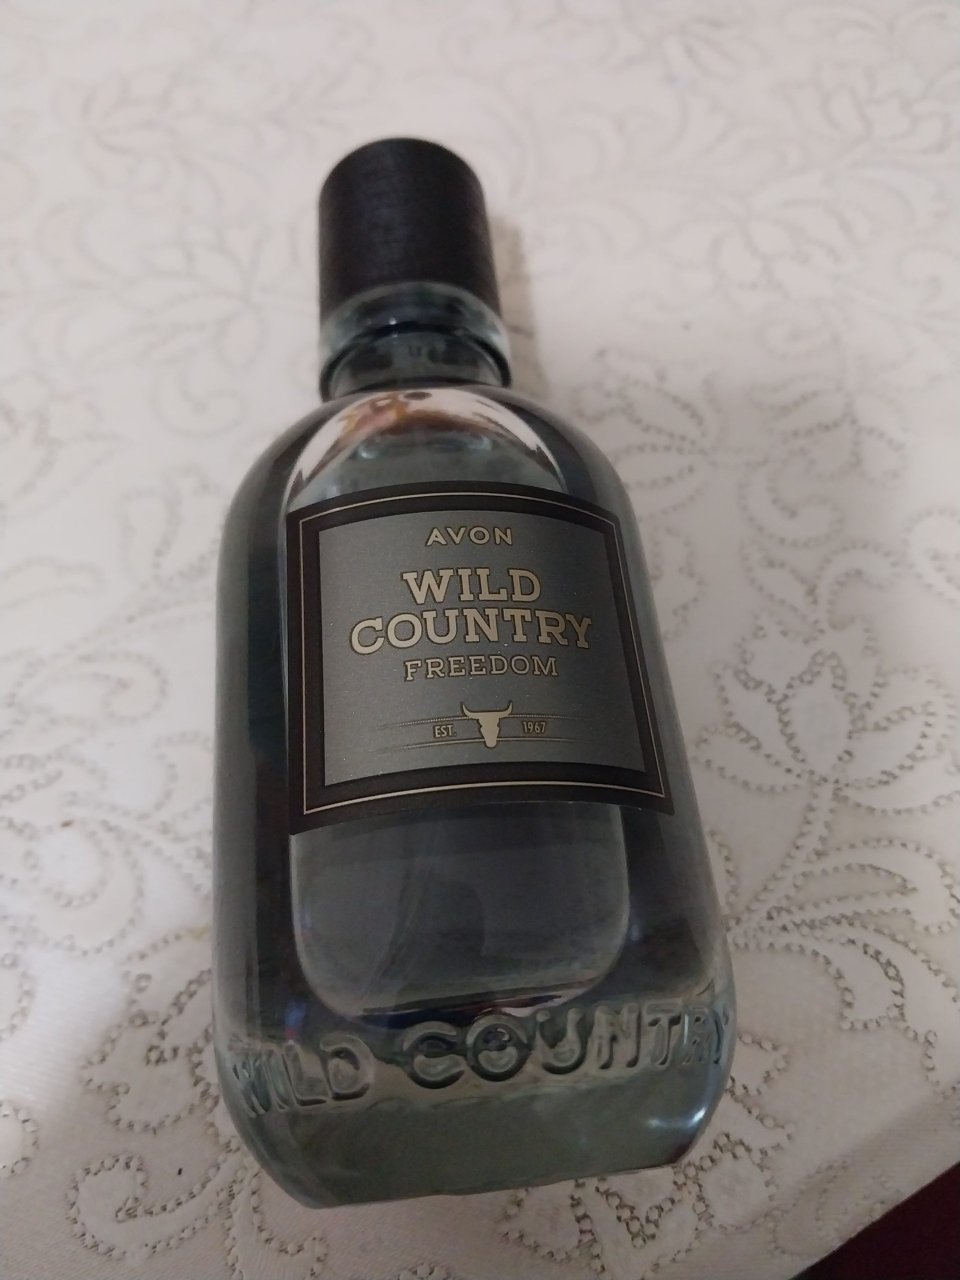 AVON
WILD
COUNTRY
FREEDOM
EST. 1967
WILD COUNTRY